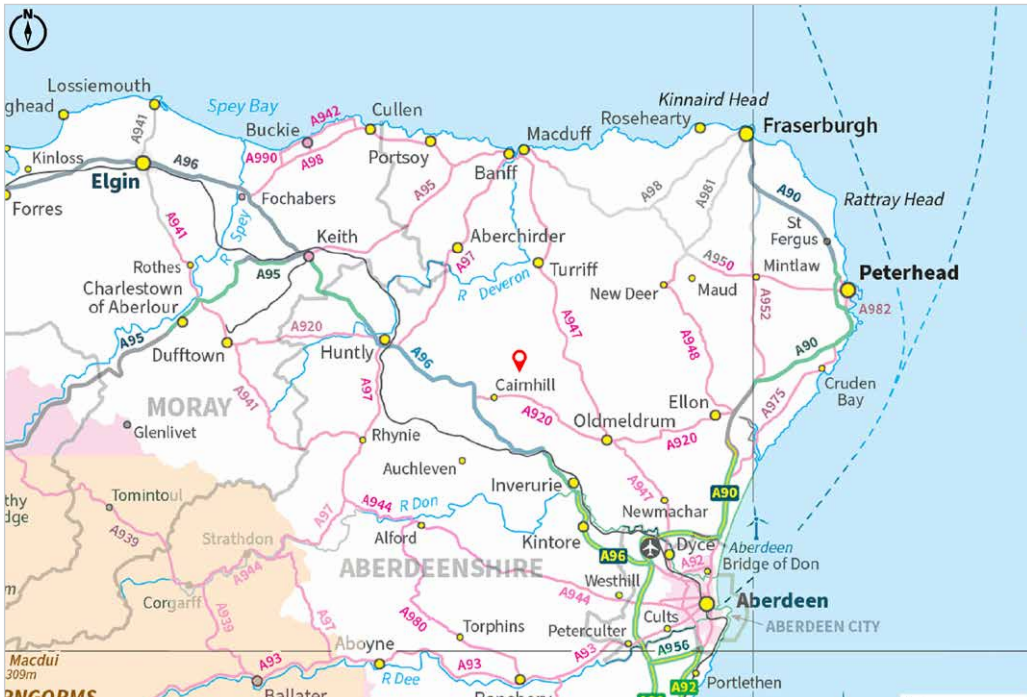 N
Lossiemouth
ghead
Spey Bay
A942
Cullen
Kinnaird Head
Rosehearty
Fraserburgh
A941
Buckie
Macduff
Kinloss
A96
A990
A98
Portsoy
Banff
A98
A981
A90
Elgin
Fochabers
A95
Rattray Head
Forres
R Spey
Keith
Aberchirder
A97
St
Fergus
A941
Rothes
A95
R Deveron
Turriff
A950
Mintlaw
Peterhead
Charlestown
of Aberlour
New Deer
Maud
A952
A982
A95
A920
A947
A948
A90
Dufftown
Huntly
A96
Cairnhill
A975
Cruden
Bay
MORAY
A941
A97
A920
Oldmeldrum
Ellon
A920
Glenlivet
Rhynie
Auchleven
Inverurie
A947
A90
Tomintoul
thy
dge
A97
A944
R Don
Newmachar
A939
Strathdon
Alford
Kintore
A96
Dyce
Aberdeen
A92
Bridge of Don
A944
ABERDEENSHIRE
Westhill
A944
Corgarff
Aberdeen
A939
A97
A980
Torphins
Cults
ABERDEEN CITY
Aboyne
Peterculter
A93
A956
Macdui
309m
A93
R Dee
A93
A92
Portlethen
RNGORMS
Ballater
Banchory